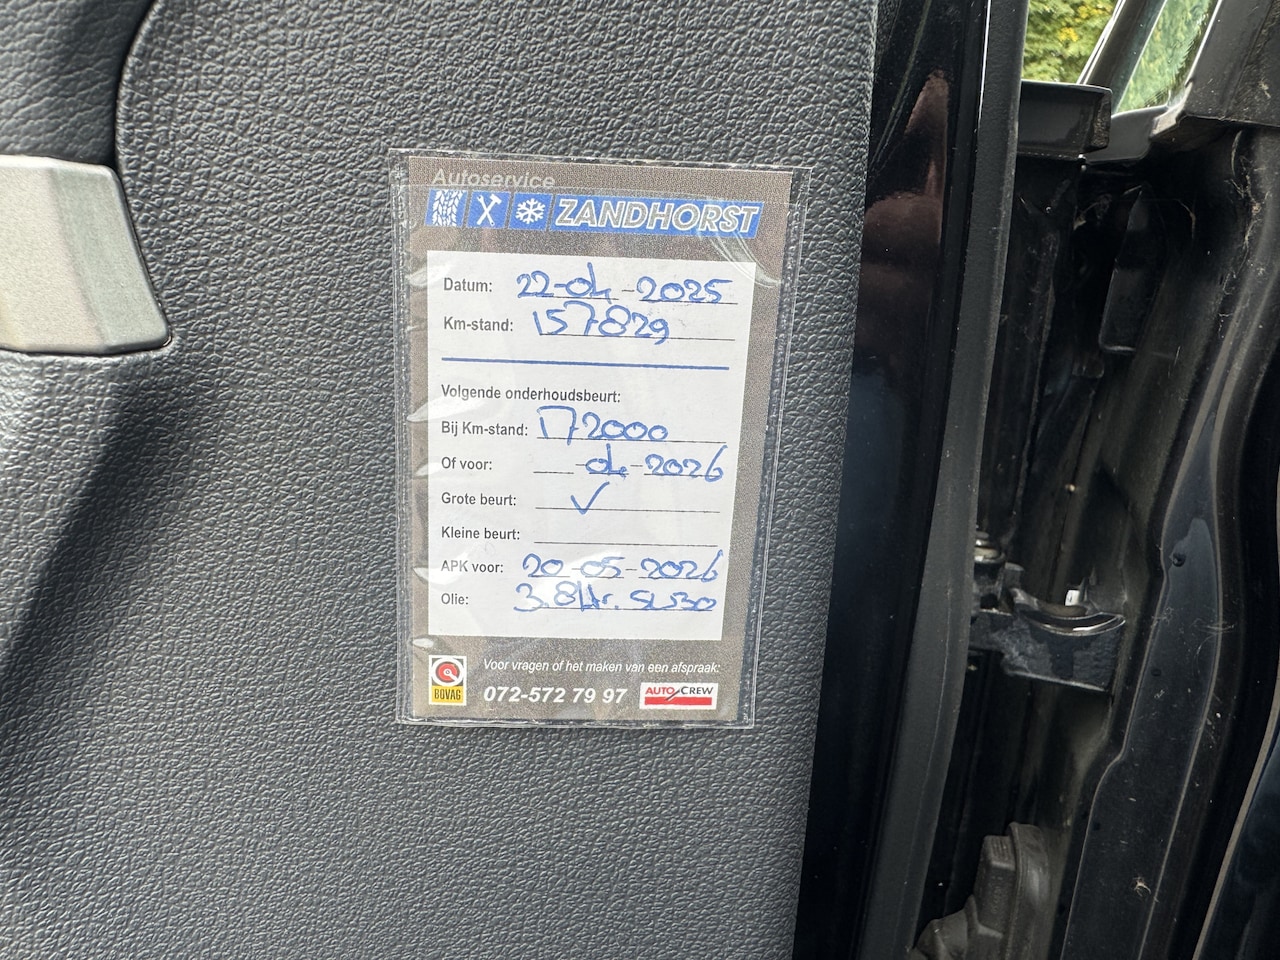 Autoservice
ZANDHORST
Datum: 22-04-2025
Km-stand: 157829
Volgende onderhoudsbeurt:
Bij Km-stand: 172000
Of voor: -04-2026
Grote beurt: ✓
Kleine beurt:
APK voor: 20-05-2026
Olie: 3.8ltr.
Voor vragen of het maken van een afspraak:
BOVAG 072-572 79 97 AUTO CREW